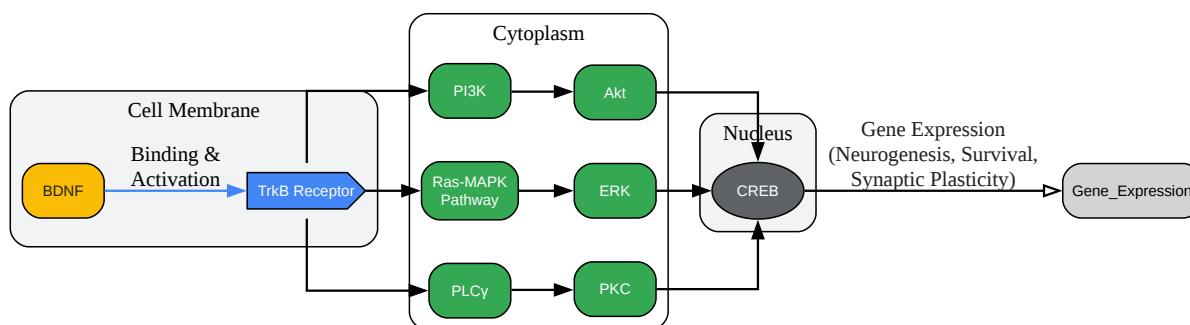 Cytoplasm
PI3K
Akt
Cell Membrane
Nucleus
Binding &
Activation
Gene Expression
(Neurogenesis, Survival,
Synaptic Plasticity)
BDNF
TrkB Receptor
Ras-MAPK
Pathway
ERK
CREB
Gene_Expression
PLCγ
PKC